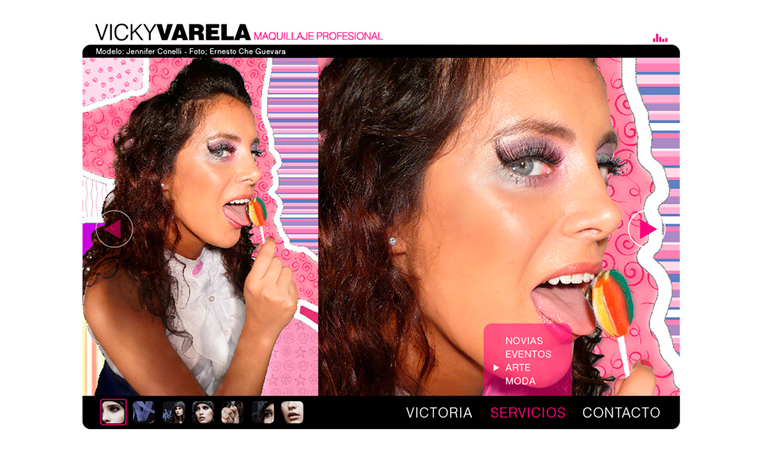 VICKYVARELA MAQUILLAJE PROFESIONAL
Modelo: Jennifer Conelli - Foto; Ernesto Che Guevara
NOVIAS
EVENTOS
ARTE
MODA
VICTORIA SERVICIOS CONTACTO